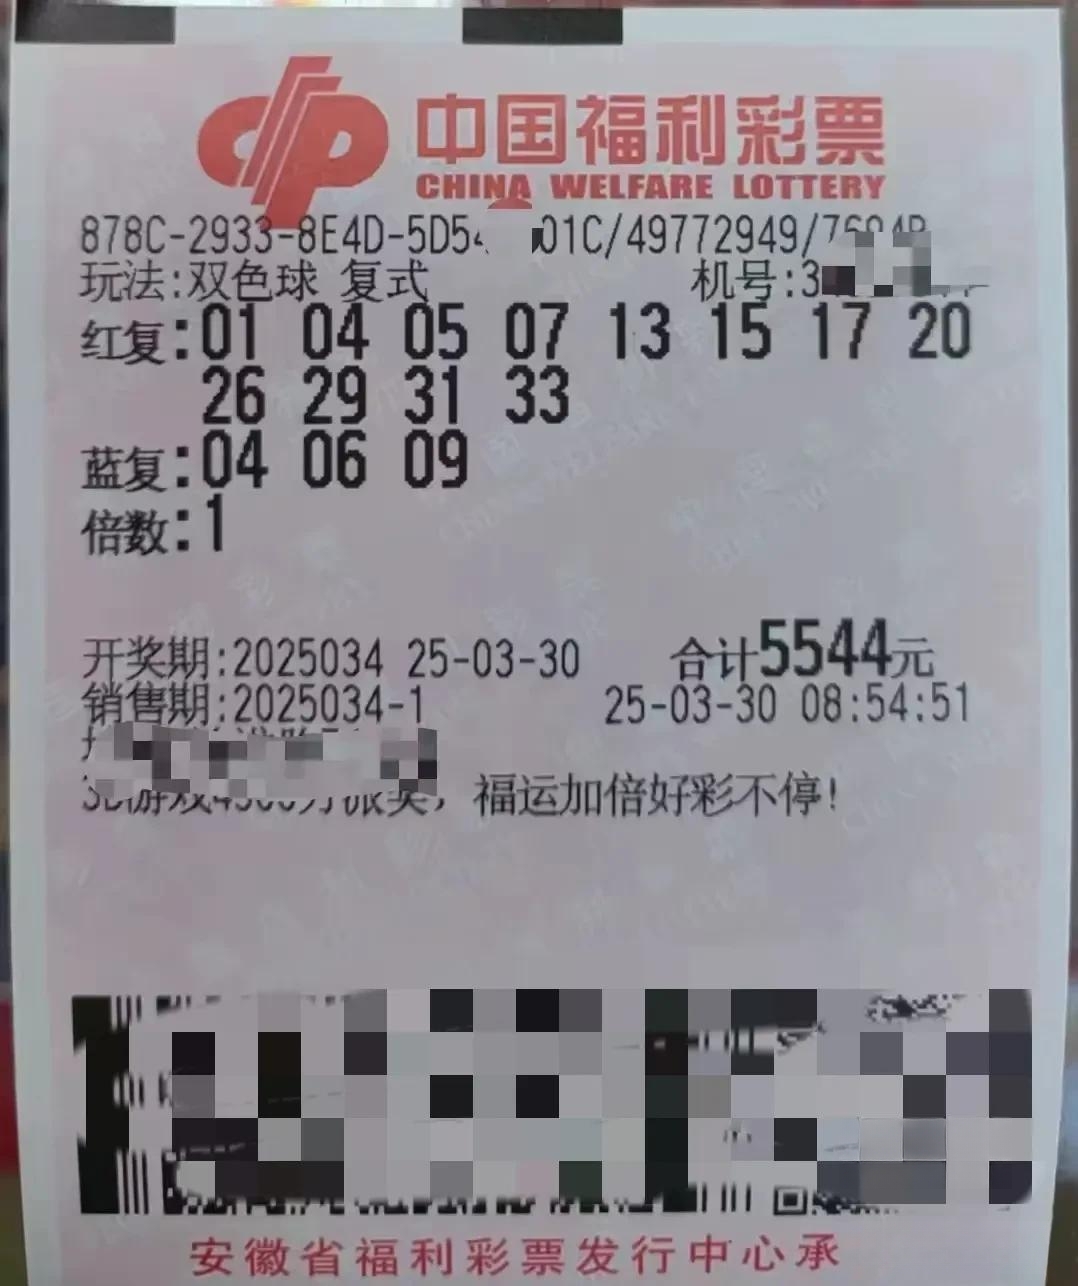 中国福利彩票
CHINA WELFARE LOTTERY
878C-2933-8E4D-5D5 01C/49772949/
玩法:双色球 复式 机号:3
红复:01 04 05 07 13 15 17 20
26 29 31 33
蓝复:04 06 09
倍数:1
开奖期:2025034 25-03-30 合计5544元
销售期:2025034-1 25-03-30 08:54:51
福运加倍好彩不停!
安徽省福利彩票发行中心承